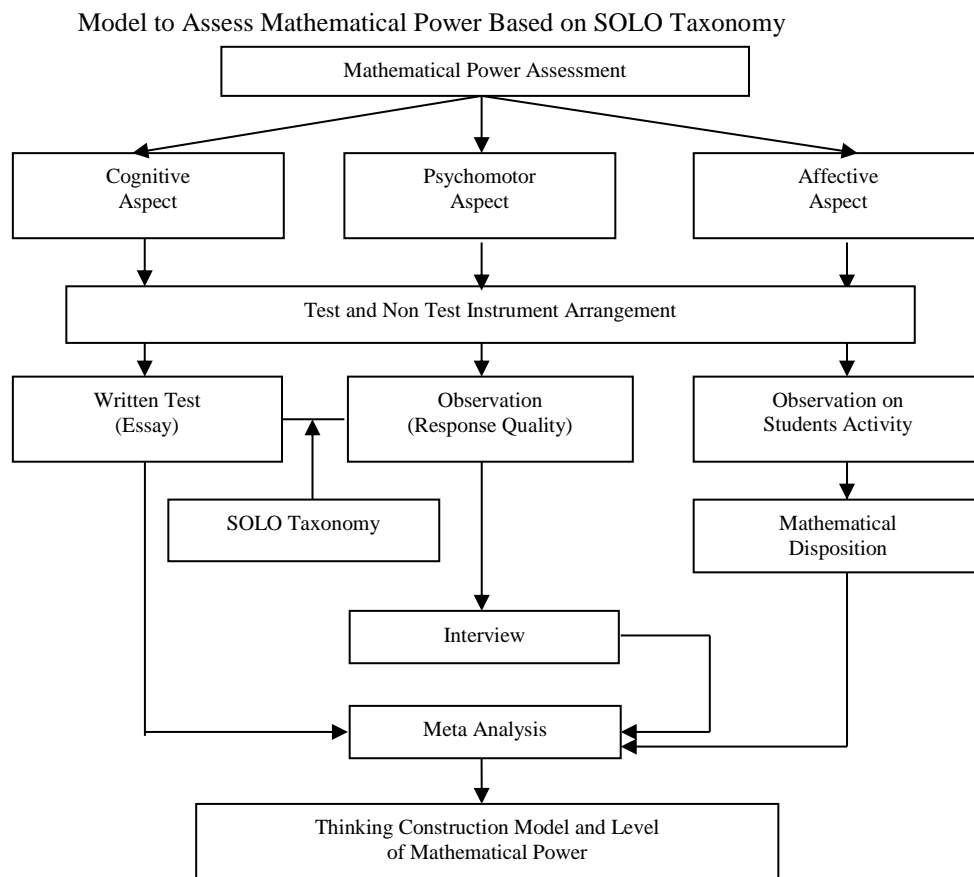 Model to Assess Mathematical Power Based on SOLO Taxonomy
Mathematical Power Assessment
Cognitive
Aspect
Psychomotor
Aspect
Affective
Aspect
Test and Non Test Instrument Arrangement
Written Test
(Essay)
Observation
(Response Quality)
Observation on
Students Activity
SOLO Taxonomy
Mathematical
Disposition
Interview
Meta Analysis
Thinking Construction Model and Level
of Mathematical Power